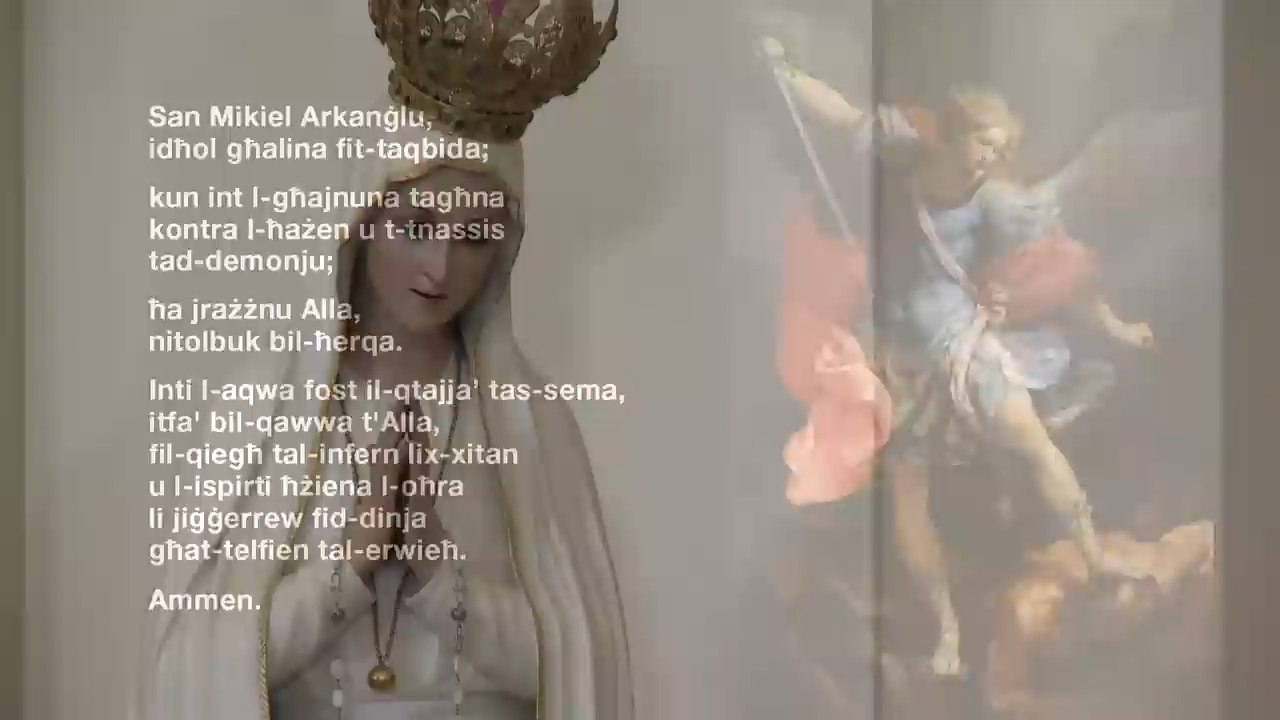 San Mikiel Arkanġlu,
idħol għalina fit-taqbida;
kun int l-għajnuna tagħna
kontra l-ħażen u t-tnassis
tad-demonju;
ħa jrażżnu Alla,
nitolbuk bil-ħerqa.
Inti l-aqwa fost il-qtajja' tas-sema,
itfa' bil-qawwa t'Alla,
fil-qiegħ tal-infern lix-xitan
u l-ispirti ħżiena l-oħra
li jiġġerrew fid-dinja
għat-telfien tal-erwieħ.
Ammen.